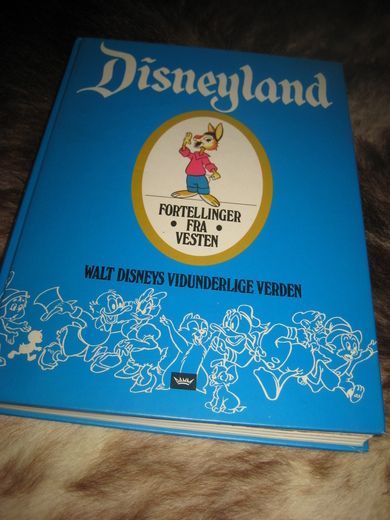 Disneyland
FORTELLINGER
• FRA •
VESTEN
WALT DISNEYS VIDUNDERLIGE VERDEN